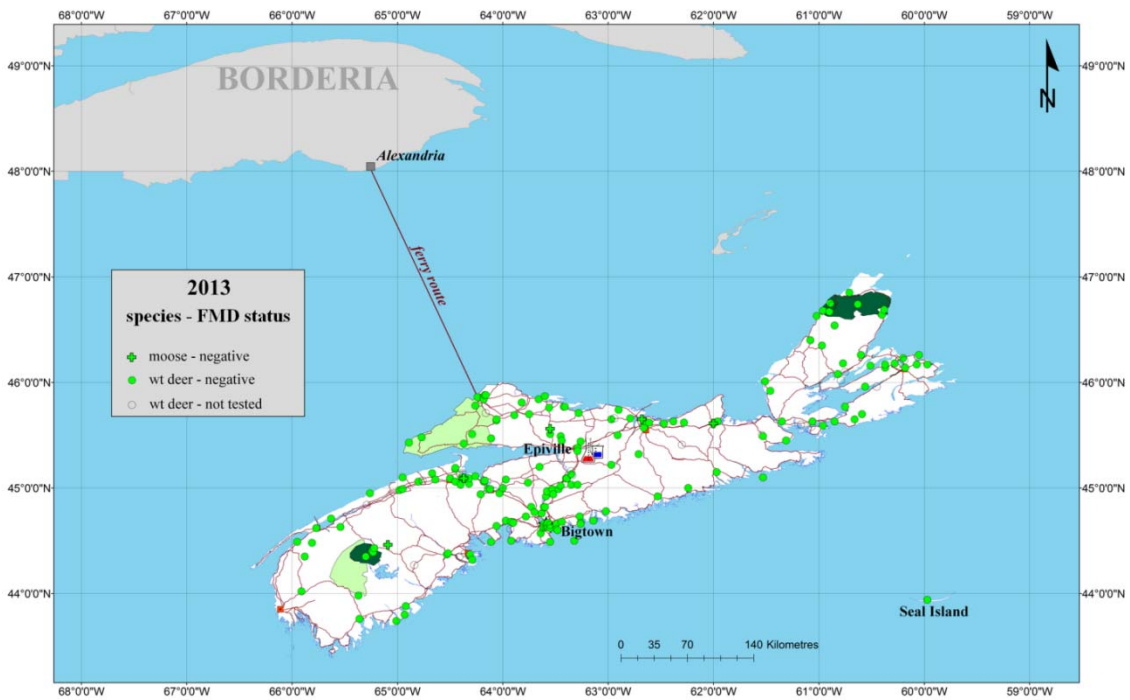 68°0'0"W 67°0'0"W 66°0'0"W 65°0'0"W 64°0'0"W 63°0'0"W 62°0'0"W 61°0'0"W 60°0'0"W 59°0'0"W
49°0'0"N 49°0'0"N
BORDERIA
N
Alexandria
48°0'0"N 48°0'0"N
ferry route
47°0'0"N 47°0'0"N
2013
species - FMD status
moose - negative
wt deer - negative
wt deer - not tested
46°0'0"N 46°0'0"N
Epiville
45°0'0"N 45°0'0"N
Bigtown
44°0'0"N 44°0'0"N
Seal Island
0 35 70 140 Kilometres
68°0'0"W 67°0'0"W 66°0'0"W 65°0'0"W 64°0'0"W 63°0'0"W 62°0'0"W 61°0'0"W 60°0'0"W 59°0'0"W